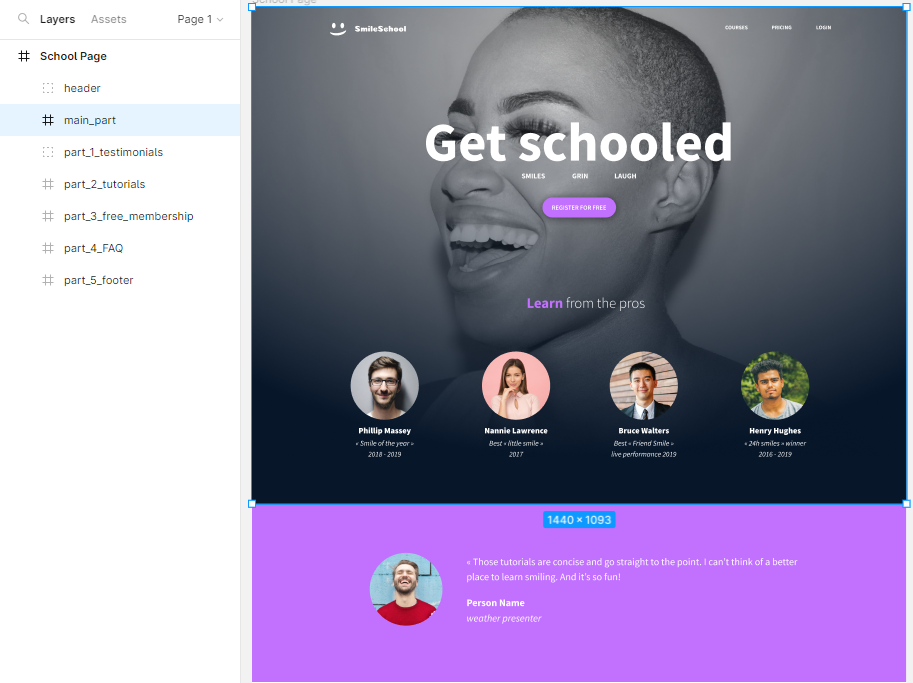 Layers
Assets
Page 1
School Page
School Page
header
main_part
part_1_testimonials
part_2_tutorials
part_3_free_membership
part_4_FAQ
part_5_footer
SmileSchool
COURSES
PRICING
LOGIN
Get schooled
SMILES
GRIN
LAUGH
REGISTER FOR FREE
Learn from the pros
Phillip Massey
« Smile of the year »
2018 - 2019
Nannie Lawrence
Best « little smile »
2017
Bruce Walters
Best « Friend Smile »
live performance 2019
Henry Hughes
« 24h smiles » winner
2016 - 2019
1440 × 1093
« Those tutorials are concise and go straight to the point. I can't think of a better
place to learn smiling. And it's so fun!
Person Name
weather presenter